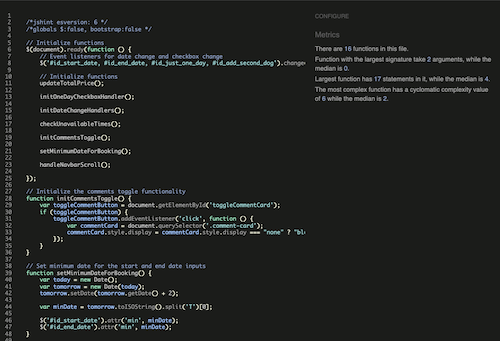 CONFIGURE
Metrics
There are 16 functions in this file.
Function with the largest signature take 2 arguments, while the
median is 0.
Largest function has 17 statements in it, while the median is 4.
The most complex function has a cyclomatic complexity value
of 6 while the median is 2.
1
2 /*jshint esversion: 6 */
3 /*globals $:false, bootstrap:false */
4
5 // Initialize functions
6 $(document).ready(function () {
7 // Event listeners for date change and checkbox change
8 $('#id_start_date, #id_end_date, #id_just_one_day, #id_add_second_dog').change
9
10 // Initialize functions
11 updateTotalPrice();
12
13 initOneDayCheckboxHandler();
14
15 initDateChangeHandlers();
16
17 checkUnavailableTimes();
18
19 initCommentsToggle();
20
21 setMinimumDateForBooking();
22
23 handleNavbarScroll();
24
25 });
26
27 // Initialize the comments toggle functionality
28 function initCommentsToggle() {
29 var toggleCommentButton = document.getElementById('toggleCommentCard');
30 if (toggleCommentButton) {
31 toggleCommentButton.addEventListener('click', function () {
32 var commentCard = document.querySelector('.comment-card');
33 commentCard.style.display = commentCard.style.display === "none" ? "bl
34 });
35 }
36 }
37
38 // Set minimum date for the start and end date inputs
39 function setMinimumDateForBooking() {
40 var today = new Date();
41 var tomorrow = new Date(today);
42 tomorrow.setDate(tomorrow.getDate() + 2);
43
44 var minDate = tomorrow.toISOString().split('T')[0];
45
46 $('#id_start_date').attr('min', minDate);
47 $('#id_end_date').attr('min', minDate);
48 }